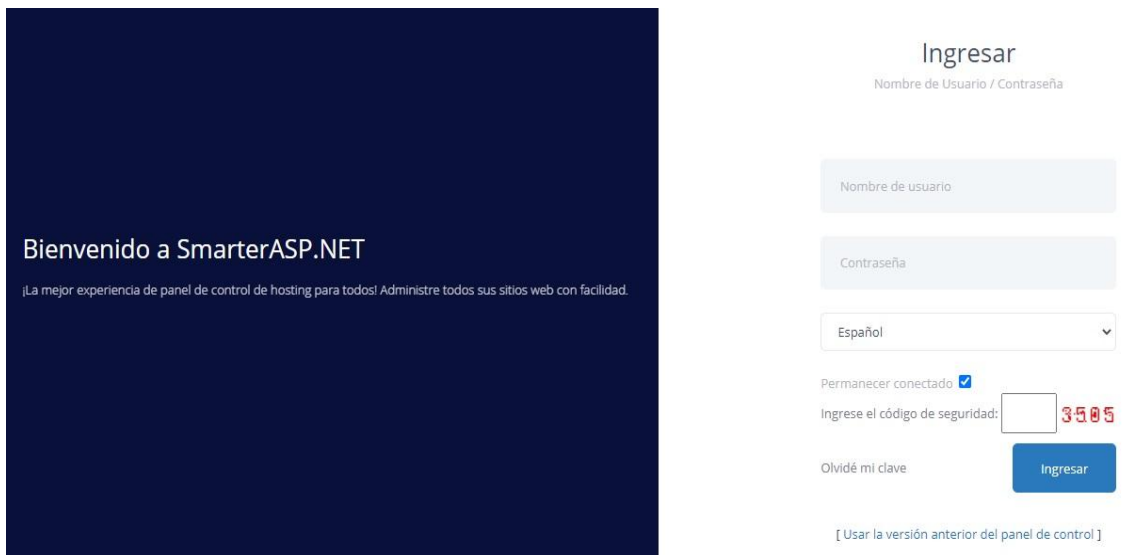 Bienvenido a SmarterASP.NET
¡La mejor experiencia de panel de control de hosting para todos! Administre todos sus sitios web con facilidad.
Ingresar
Nombre de Usuario / Contraseña
Nombre de usuario
Contraseña
Español
Permanecer conectado
Ingrese el código de seguridad: 3505
Olvidé mi clave
Ingresar
[ Usar la versión anterior del panel de control ]